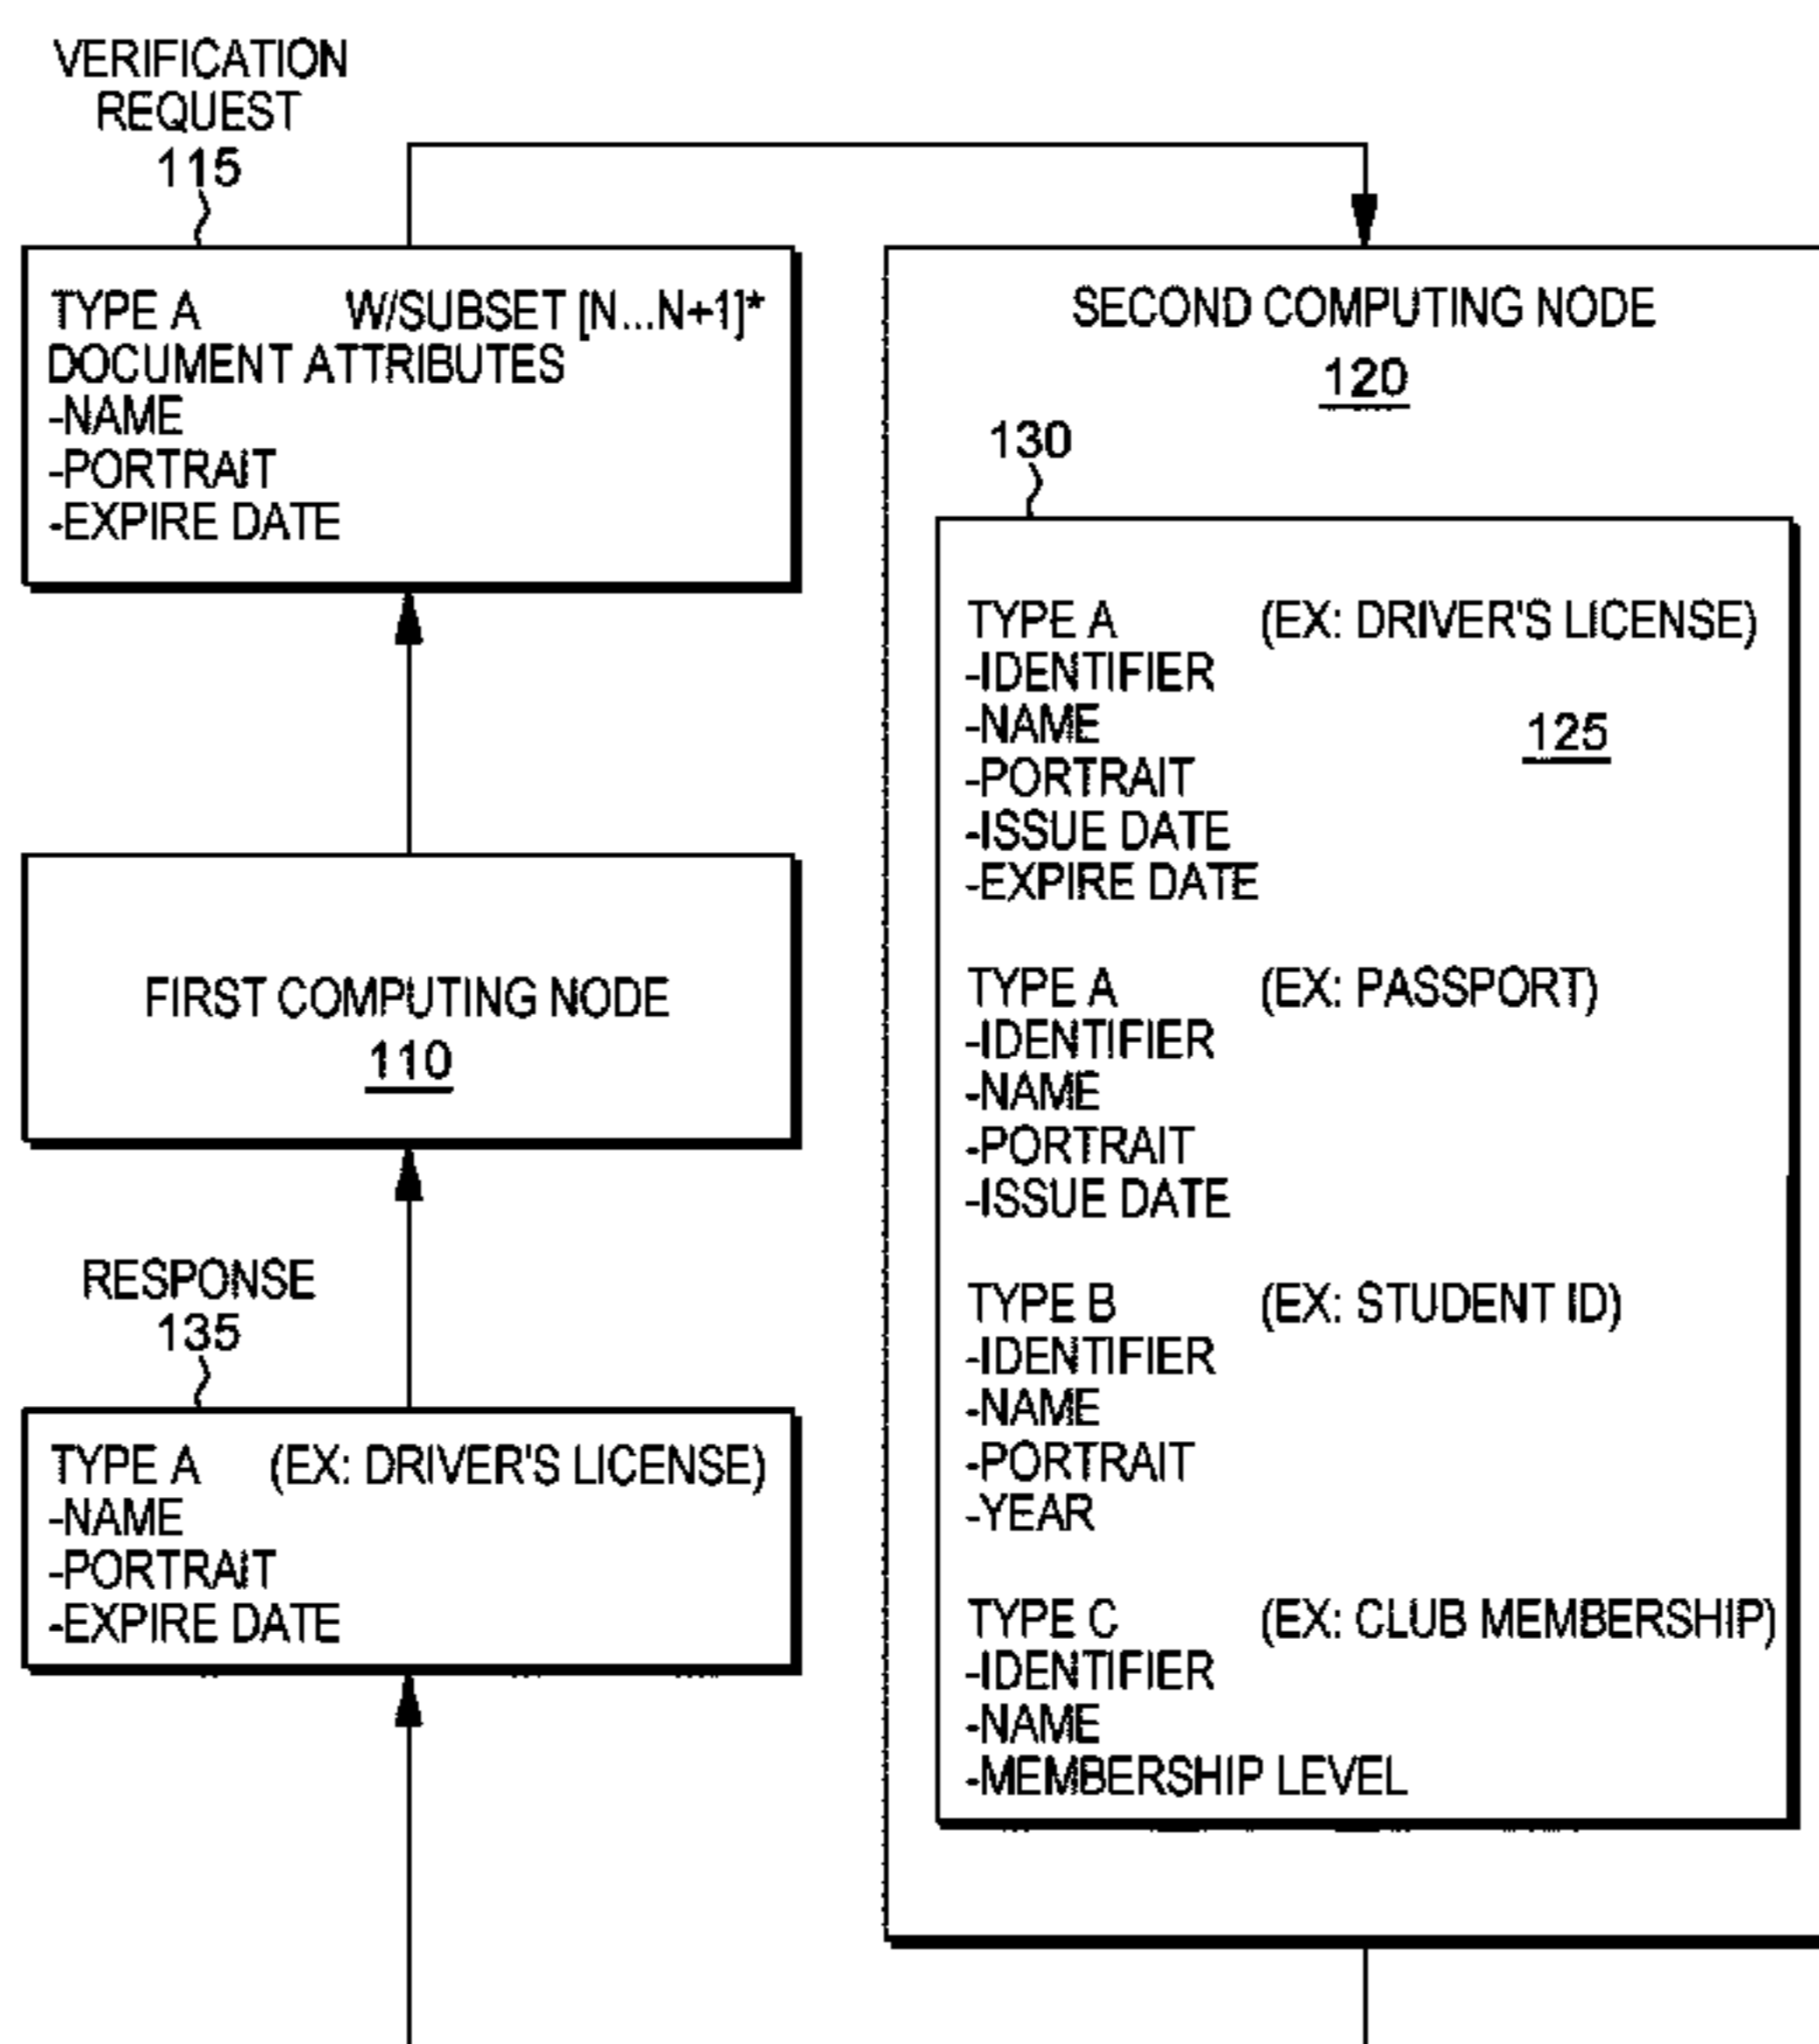 VERIFICATION
REQUEST
115
TYPE A W/SUBSET [N...N+1]*
DOCUMENT ATTRIBUTES
-NAME
-PORTRAIT
-EXPIRE DATE
FIRST COMPUTING NODE
110
RESPONSE
135
TYPE A (EX: DRIVER'S LICENSE)
-NAME
-PORTRAIT
-EXPIRE DATE
SECOND COMPUTING NODE
120
130
TYPE A (EX: DRIVER'S LICENSE)
-IDENTIFIER
-NAME
125
-PORTRAIT
-ISSUE DATE
-EXPIRE DATE
TYPE A (EX: PASSPORT)
-IDENTIFIER
-NAME
-PORTRAIT
-ISSUE DATE
TYPE B (EX: STUDENT ID)
-IDENTIFIER
-NAME
-PORTRAIT
-YEAR
TYPE C (EX: CLUB MEMBERSHIP)
-IDENTIFIER
-NAME
-MEMBERSHIP LEVEL